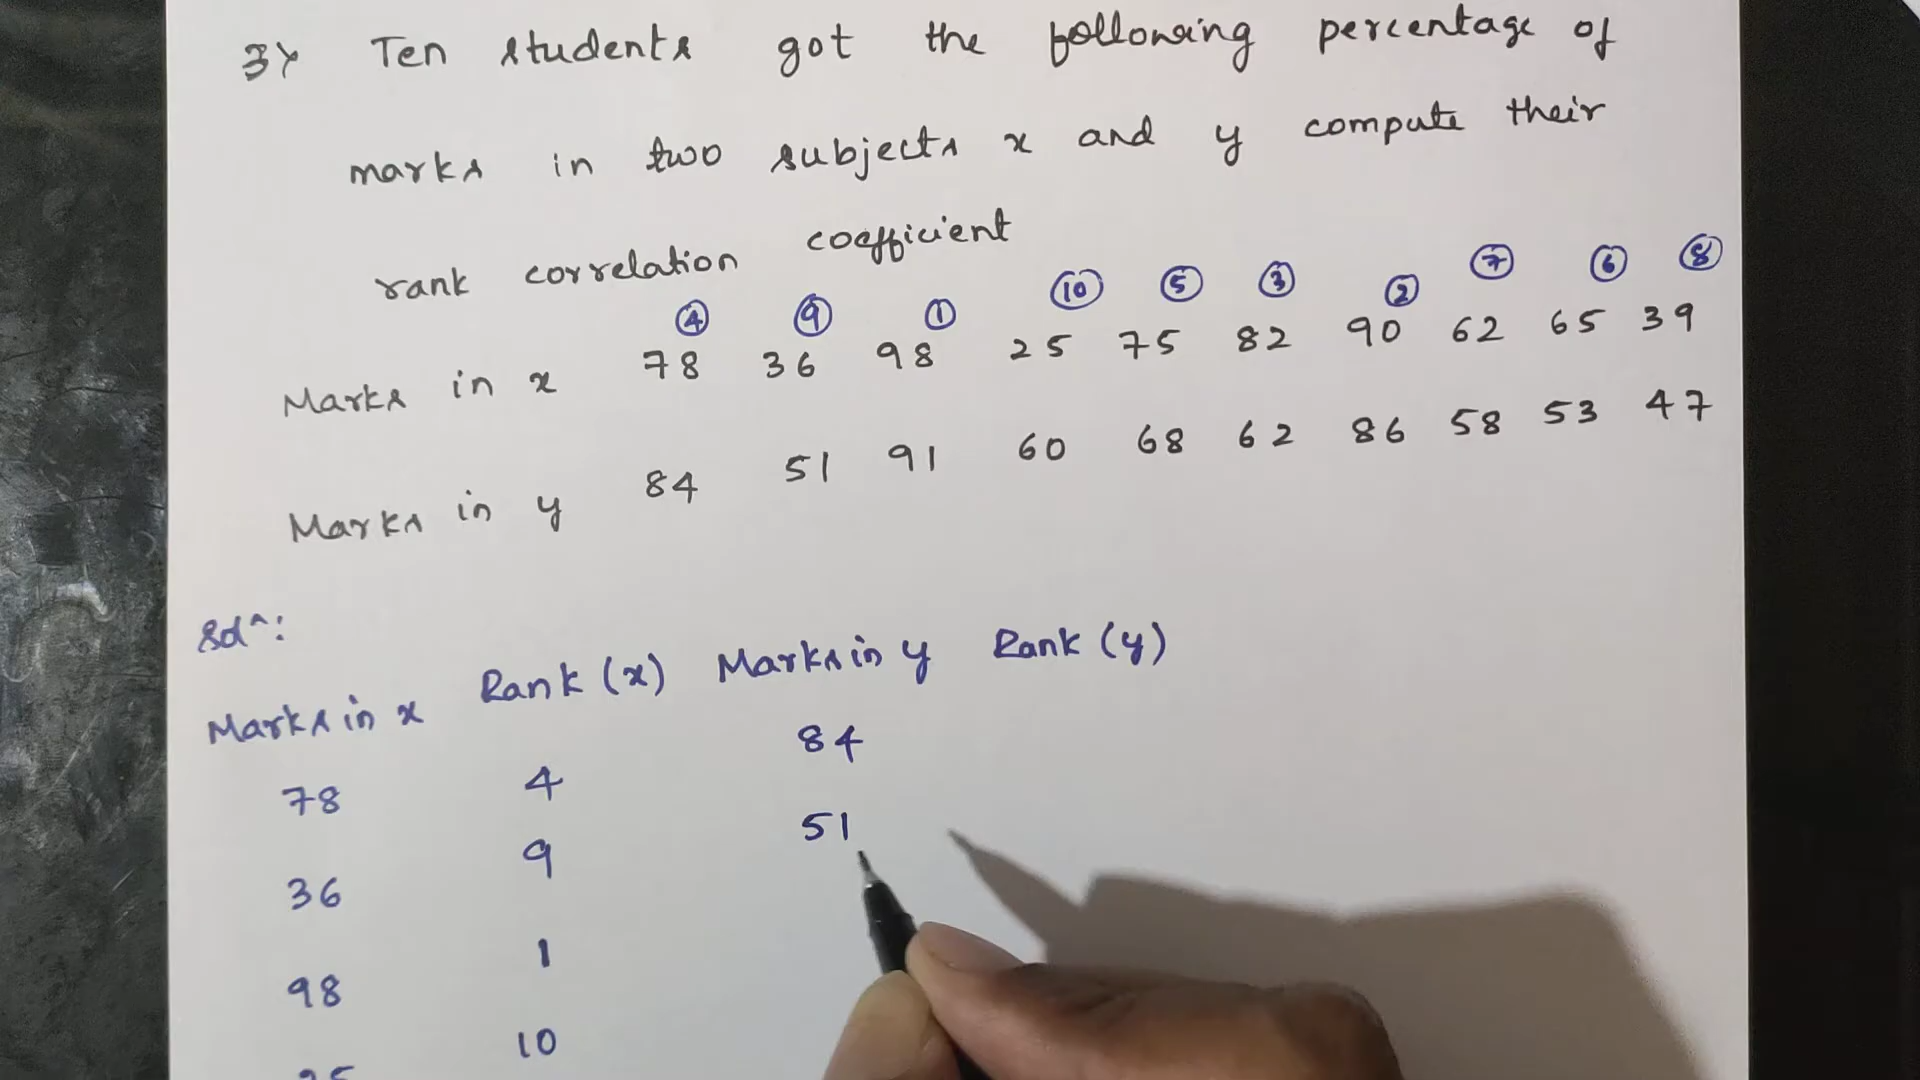 3) Ten students got the following percentage of
marks in two subjects x and y compute their
rank correlation coefficient
④ ⑨ ① ⑩ ⑤ ③ ② ⑦ ⑥ ⑧
Marks in x 78 36 98 25 75 82 90 62 65 39
Marks in y 84 51 91 60 68 62 86 58 53 47
Sol^:
Marks in x Rank (x) Marks in y Rank (y)
78 4 84
36 9 51
98 1
25 10